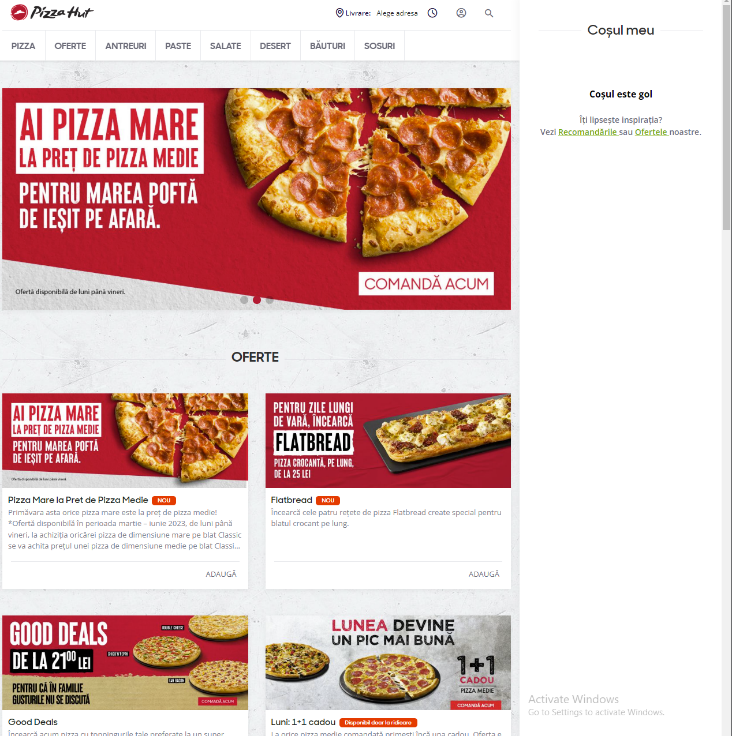 Pizza Hut
Livrare: Alege adresa
PIZZA OFERTE ANTREURI PASTE SALATE DESERT BĂUTURI SOSURI
AI PIZZA MARE
LA PREȚ DE PIZZA MEDIE
PENTRU MAREA POFTĂ
DE IEȘIT PE AFARĂ.
Ofertă disponibilă de luni până vineri.
COMANDĂ ACUM
OFERTE
AI PIZZA MARE
LA PREȚ DE PIZZA MEDIE
PENTRU MAREA POFTĂ
DE IEȘIT PE AFARĂ.
Pizza Mare la Pret de Pizza Medie NOU
Primăvara asta orice pizza mare este la preț de pizza medie!
*Ofertă disponibilă în perioada martie - iunie 2023, de luni până
vineri, la achiziția oricărei pizza de dimensiune mare pe blat Classic
se va achita prețul unei pizza de dimensiune medie pe blat Classi...
ADAUGĂ
PENTRU ZILE LUNGI
DE VARĂ, ÎNCEARCĂ
FLATBREAD
PIZZA CROCANTĂ, PE LUNG,
DE LA 25 LEI
Flatbread NOU
Încearcă cele patru rețete de pizza Flatbread create special pentru
blatul crocant pe lung.
ADAUGĂ
GOOD DEALS
DE LA 21⁰⁰ LEI
PENTRU CĂ ÎN FAMILIE
GUSTURILE NU SE DISCUTĂ
COMANDĂ ACUM
Good Deals
Încearcă acum pizza cu toppingurile tale preferate la un super
LUNEA DEVINE
UN PIC MAI BUNĂ
1+1
CADOU
PIZZA MEDIE
COMANDĂ ACUM
Luni: 1+1 cadou Disponibil doar la ridicare
La orice pizza medie comandată primești încă una cadou. Oferta e
Coșul meu
Coșul este gol
Îți lipsește inspirația?
Vezi Recomandările sau Ofertele noastre.
Activate Windows
Go to Settings to activate Windows.